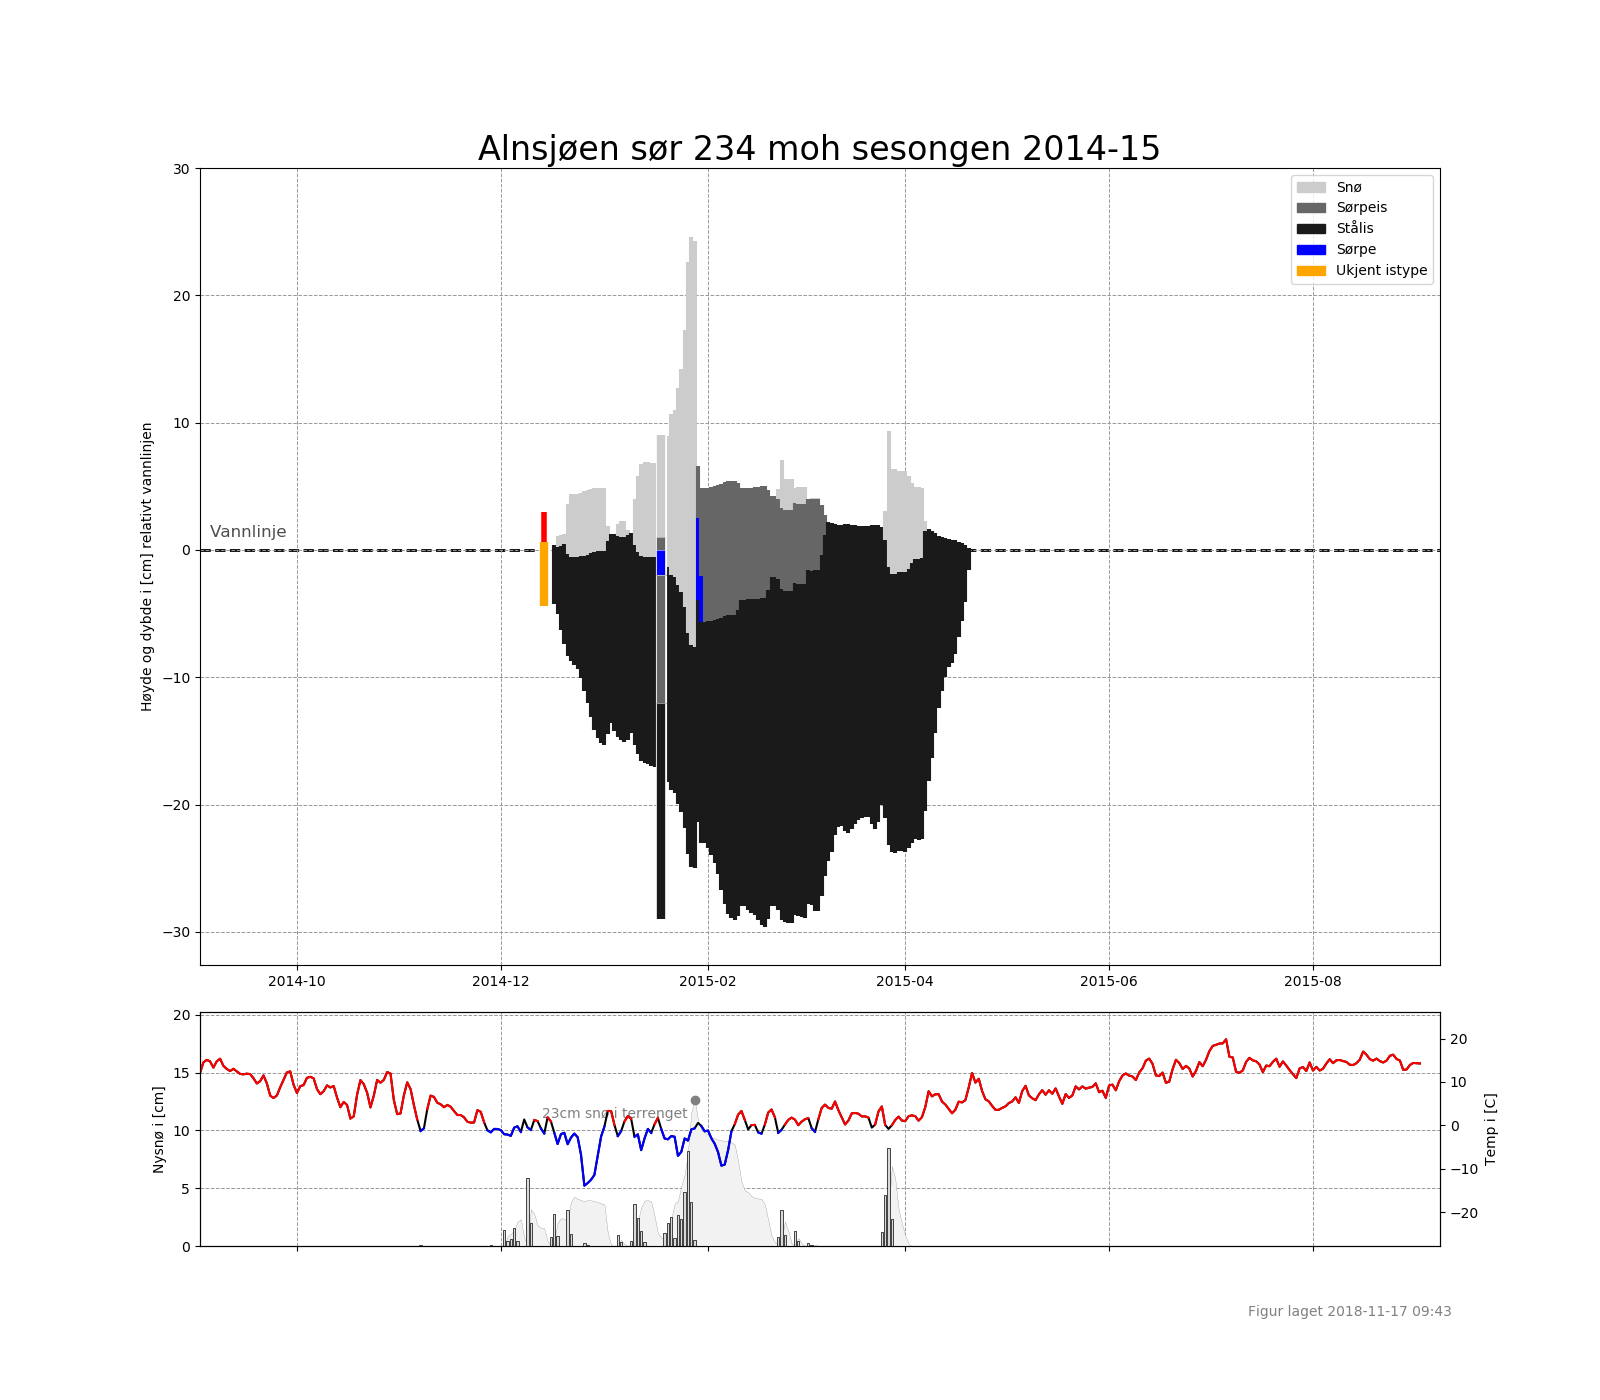 Alnsjøen sør 234 moh sesongen 2014-15
30
20
10
0
−10
−20
−30
Høyde og dybde i [cm] relativt vannlinjen
Vannlinje
Snø
Sørpeis
Stålis
Sørpe
Ukjent istype
2014-10
2014-12
2015-02
2015-04
2015-06
2015-08
20
15
10
5
0
Nysnø i [cm]
23cm snø i terrenget
20
10
0
−10
−20
Temp i [C]
Figur laget 2018-11-17 09:43